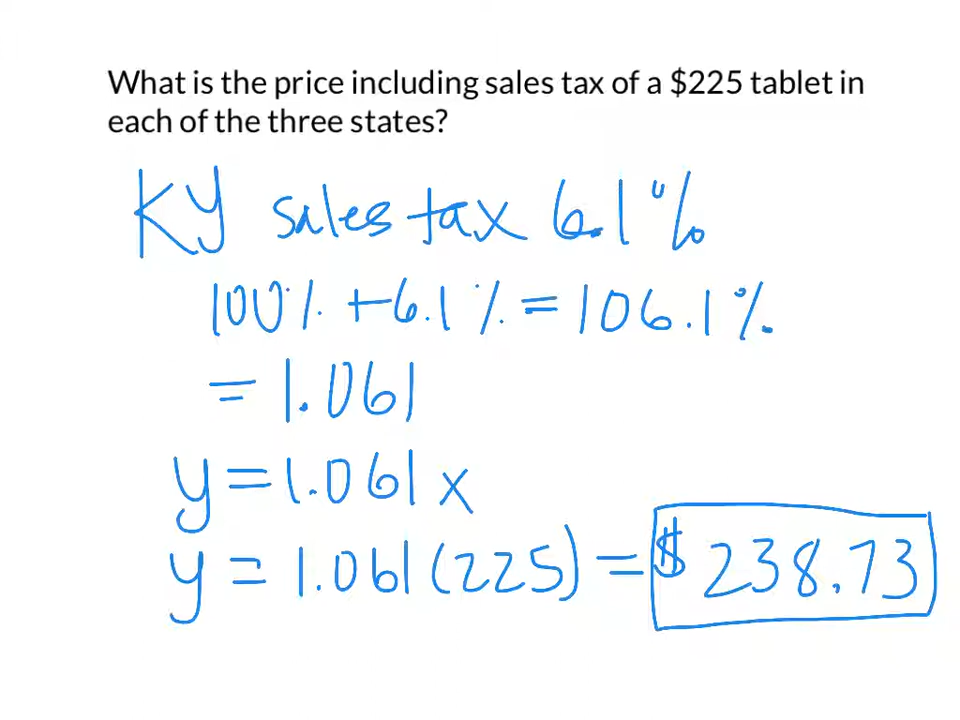 What is the price including sales tax of a $225 tablet in
each of the three states?
KY sales tax 6.1%
100% + 6.1% = 106.1%
= 1.061
y = 1.061x
y = 1.061(225) = $238.73